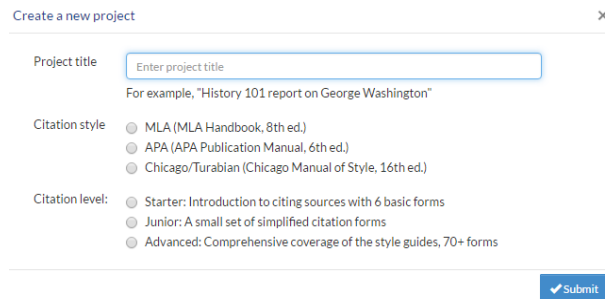 Create a new project ×
Project title
Enter project title
For example, "History 101 report on George Washington"
Citation style
MLA (MLA Handbook, 8th ed.)
APA (APA Publication Manual, 6th ed.)
Chicago/Turabian (Chicago Manual of Style, 16th ed.)
Citation level:
Starter: Introduction to citing sources with 6 basic forms
Junior: A small set of simplified citation forms
Advanced: Comprehensive coverage of the style guides, 70+ forms
✔Submit